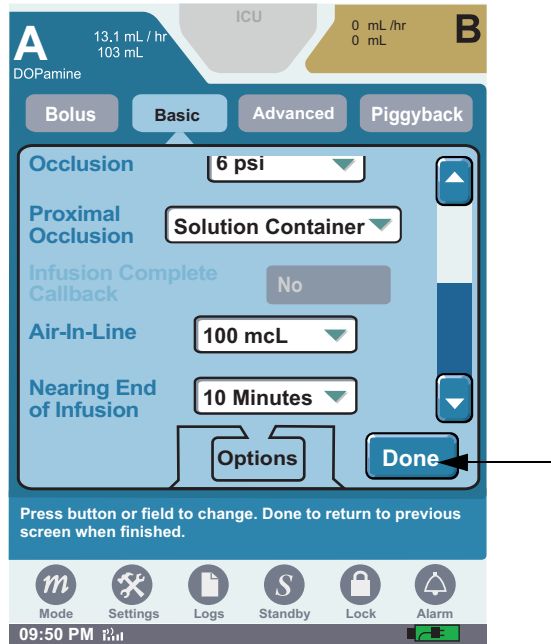 A
13.1 mL / hr
103 mL
DOPamine
ICU
0 mL /hr
0 mL
B
Bolus
Basic
Advanced
Piggyback
Occlusion
6 psi
Proximal
Occlusion
Solution Container
Infusion Complete
Callback
No
Air-In-Line
100 mcL
Nearing End
of Infusion
10 Minutes
Options
Done
Press button or field to change. Done to return to previous
screen when finished.
m
S
Mode
Settings
Logs
Standby
Lock
Alarm
09:50 PM